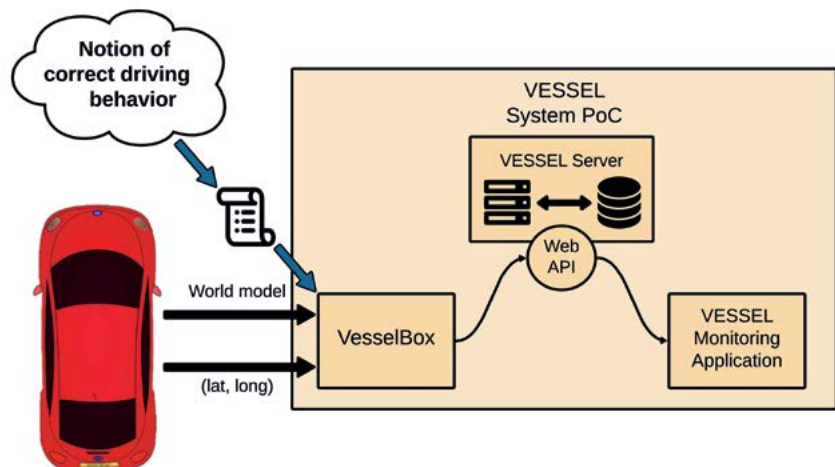 Notion of
correct driving
behavior
VESSEL
System PoC
VESSEL Server
Web
API
World model
VesselBox
(lat, long)
VESSEL
Monitoring
Application